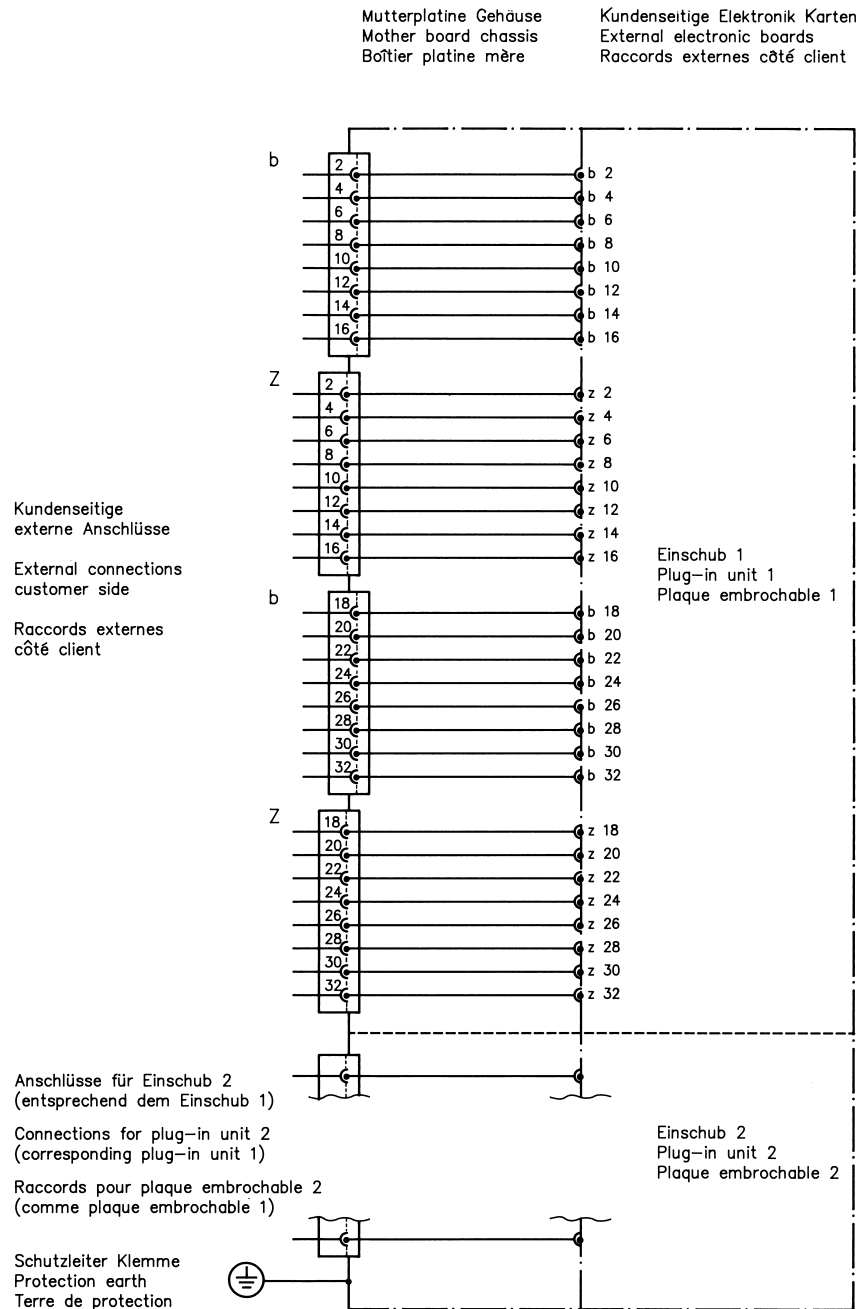 Mutterplatine Gehäuse
Mother board chassis
Boîtier platine mère
Kundenseitige Elektronik Karten
External electronic boards
Raccords externes côté client
b
2 b 2
4 b 4
6 b 6
8 b 8
10 b 10
12 b 12
14 b 14
16 b 16
Z
2 z 2
4 z 4
6 z 6
8 z 8
10 z 10
12 z 12
14 z 14
16 z 16
Kundenseitige
externe Anschlüsse
External connections
customer side
Raccords externes
côté client
Einschub 1
Plug-in unit 1
Plaque embrochable 1
b
18 b 18
20 b 20
22 b 22
24 b 24
26 b 26
28 b 28
30 b 30
32 b 32
Z
18 z 18
20 z 20
22 z 22
24 z 24
26 z 26
28 z 28
30 z 30
32 z 32
Anschlüsse für Einschub 2
(entsprechend dem Einschub 1)
Connections for plug-in unit 2
(corresponding plug-in unit 1)
Raccords pour plaque embrochable 2
(comme plaque embrochable 1)
Einschub 2
Plug-in unit 2
Plaque embrochable 2
Schutzleiter Klemme
Protection earth
Terre de protection